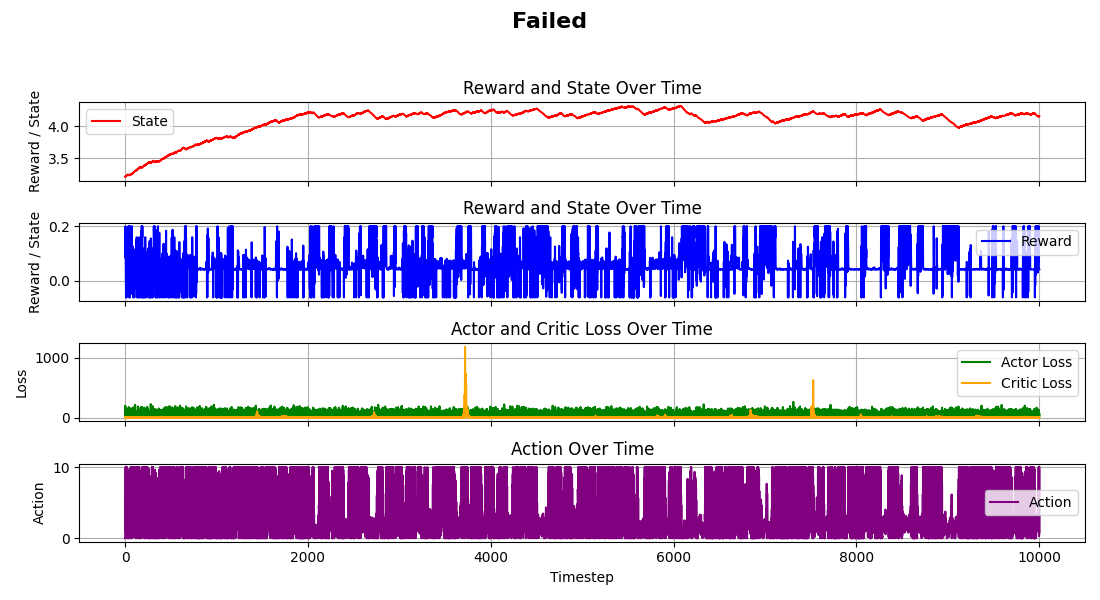 Failed
Reward and State Over Time
Reward / State
4.0
3.5
State
Reward and State Over Time
Reward / State
0.2
0.0
Reward
Actor and Critic Loss Over Time
Loss
1000
0
Actor Loss
Critic Loss
Action Over Time
Action
10
0
Action
0 2000 4000 6000 8000 10000
Timestep